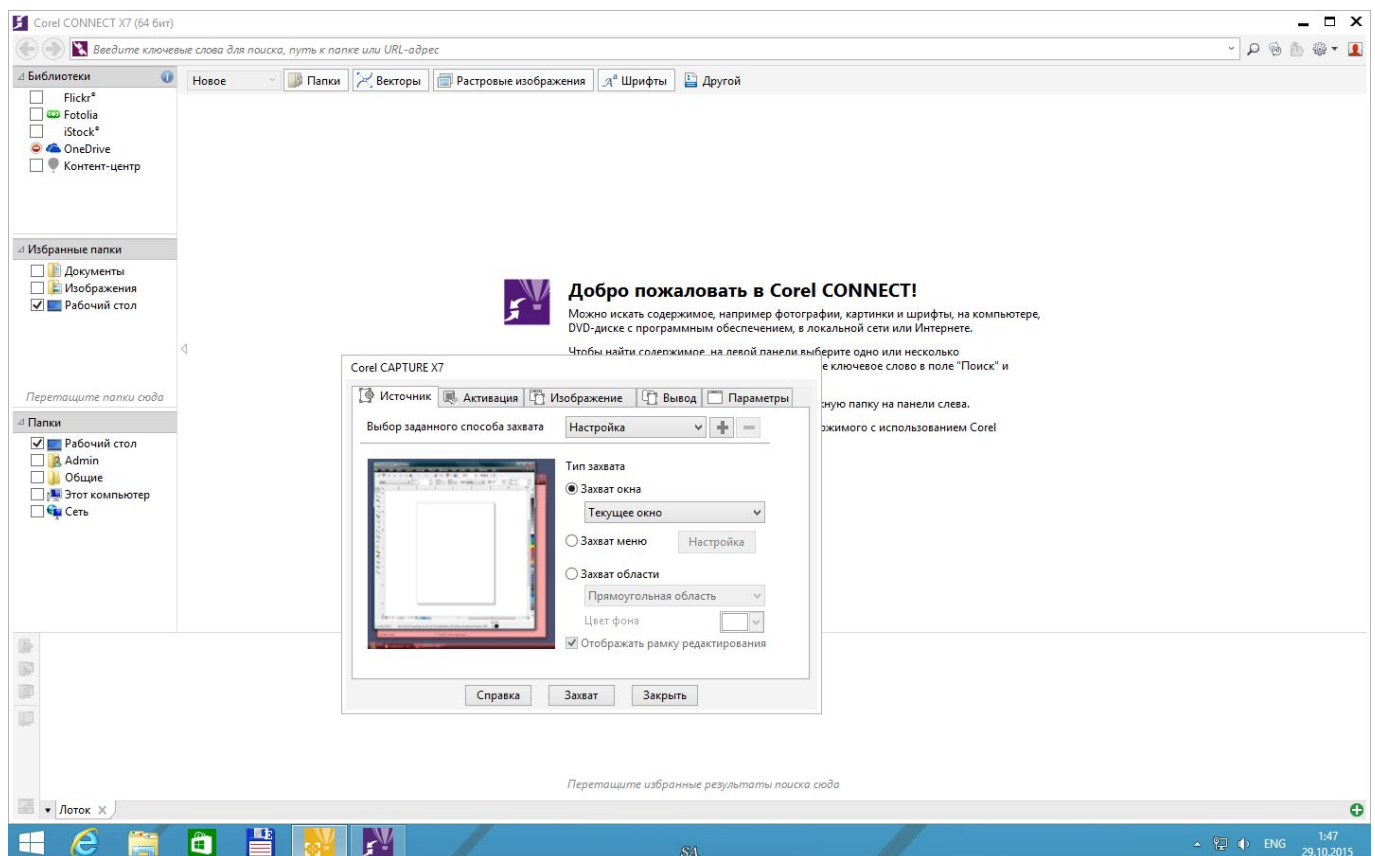 Corel CONNECT X7 (64 бит)
Введите ключевые слова для поиска, путь к папке или URL-адрес
Библиотеки
Новое
Папки
Векторы
Растровые изображения
Шрифты
Другой
Flickr®
Fotolia
iStock®
OneDrive
Контент-центр
Избранные папки
Документы
Изображения
Рабочий стол
Перетащите папки сюда
Папки
Рабочий стол
Admin
Общие
Этот компьютер
Сеть
Добро пожаловать в Corel CONNECT!
Можно искать содержимое, например фотографии, картинки и шрифты, на компьютере,
DVD-диске с программным обеспечением, в локальной сети или Интернете.
Чтобы найти содержимое, на левой панели выберите одно или несколько
е ключевое слово в поле "Поиск" и
ную папку на панели слева.
ржимого с использованием Corel
Corel CAPTURE X7
Источник
Активация
Изображение
Вывод
Параметры
Выбор заданного способа захвата
Настройка
Тип захвата
Захват окна
Текущее окно
Захват меню
Настройка
Захват области
Прямоугольная область
Цвет фона
Отображать рамку редактирования
Справка
Захват
Закрыть
Перетащите избранные результаты поиска сюда
Лоток
SA
ENG
1:47
29.10.2015